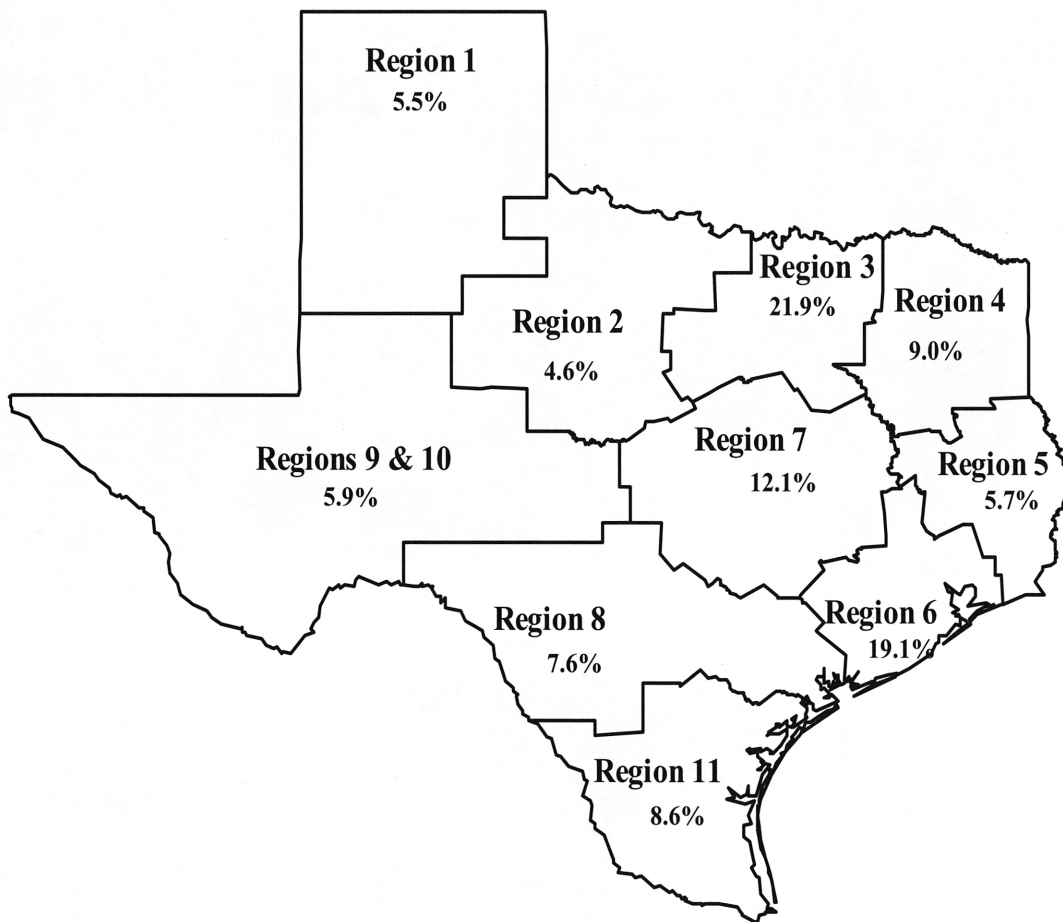 Region 1
5.5%
Region 3
21.9%
Region 4
9.0%
Region 2
4.6%
Region 7
12.1%
Regions 9 & 10
5.9%
Region 5
5.7%
Region 8
7.6%
Region 6
19.1%
Region 11
8.6%